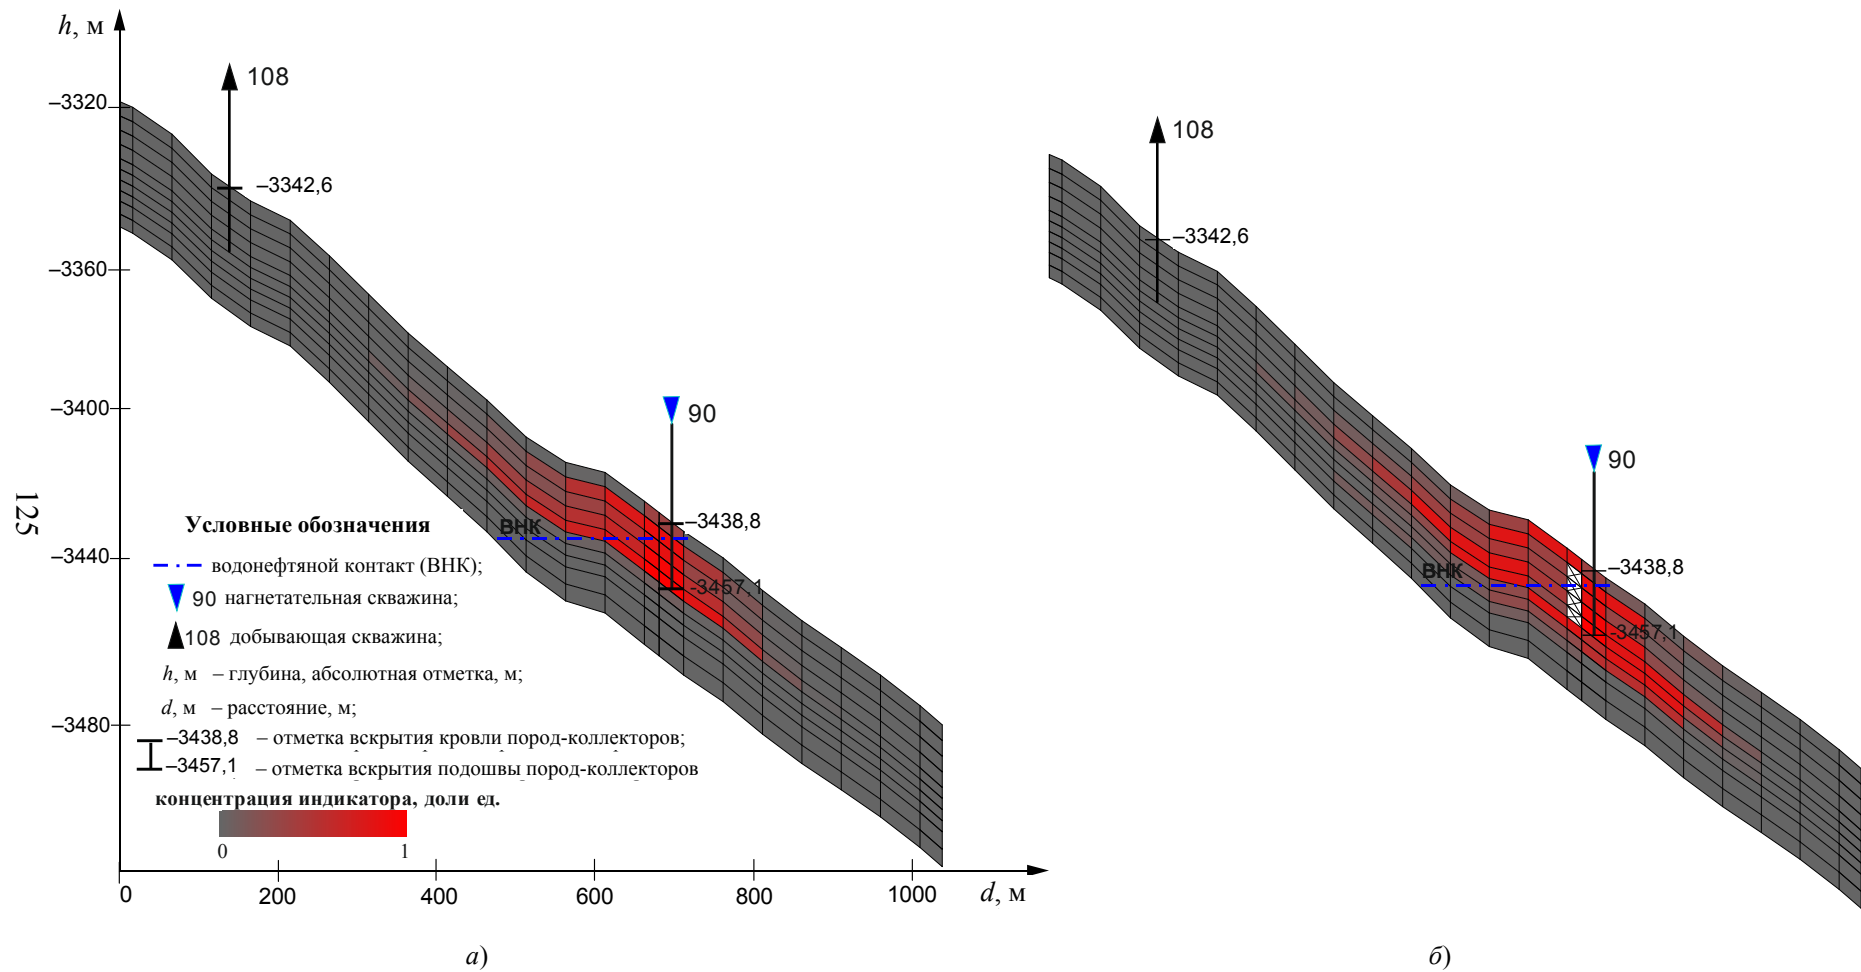 h, м
108
–3320
–3342,6
–3360
–3400
90
–3438,8
ВНК
–3440
-3457,1
–3480
125
Условные обозначения
водонефтяной контакт (ВНК);
90 нагнетательная скважина;
108 добывающая скважина;
h, м – глубина, абсолютная отметка, м;
d, м – расстояние, м;
–3438,8 – отметка вскрытия кровли пород-коллекторов;
–3457,1 – отметка вскрытия подошвы пород-коллекторов
концентрация индикатора, доли ед.
0 1
0 200 400 600 800 1000 d, м
а)
108
–3342,6
90
–3438,8
ВНК
-3457,1
б)